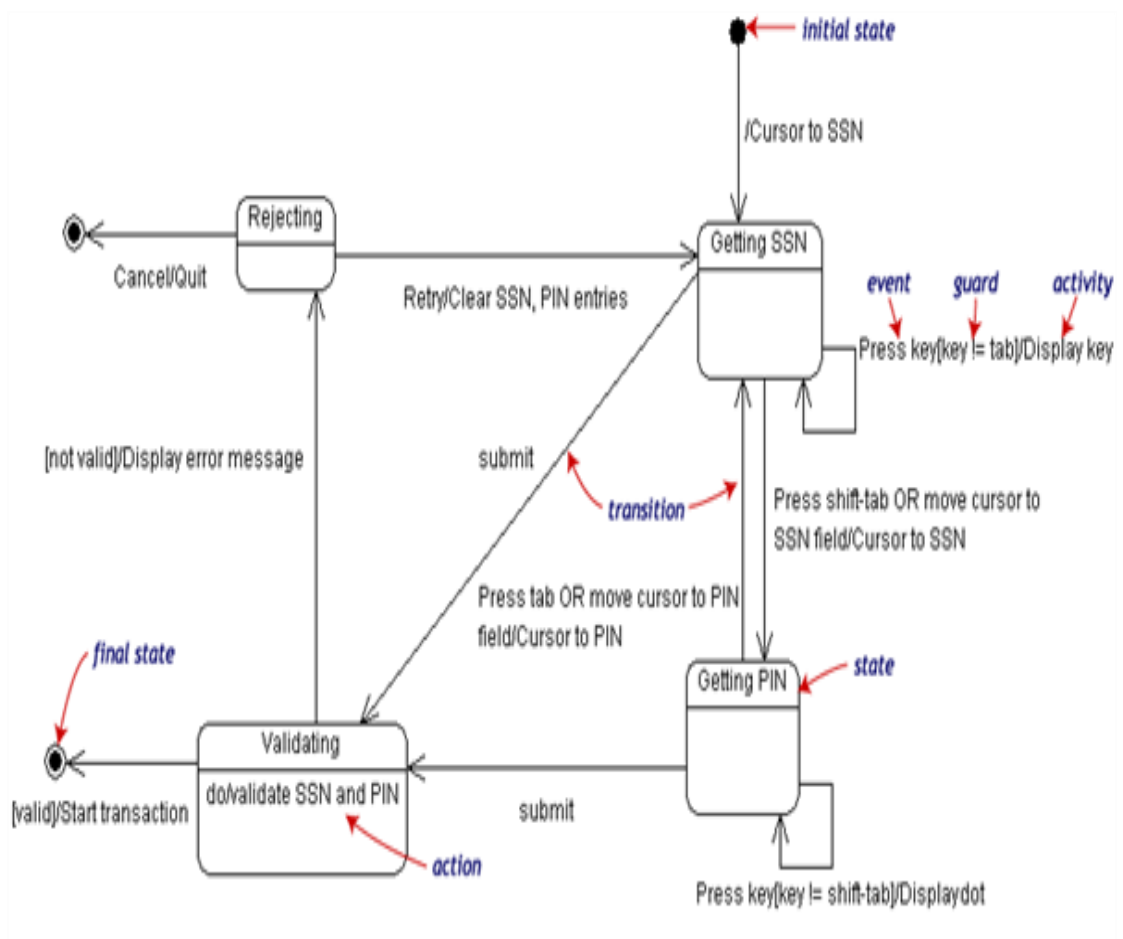 initial state
/Cursor to SSN
Rejecting
Getting SSN
Cancel/Quit
Retry/Clear SSN, PIN entries
event
guard
activity
Press key[key != tab]/Display key
[not valid]/Display error message
submit
transition
Press shift-tab OR move cursor to
SSN field/Cursor to SSN
Press tab OR move cursor to PIN
field/Cursor to PIN
final state
state
Getting PIN
Validating
do/validate SSN and PIN
[valid]/Start transaction
submit
action
Press key[key != shift-tab]/Displaydot